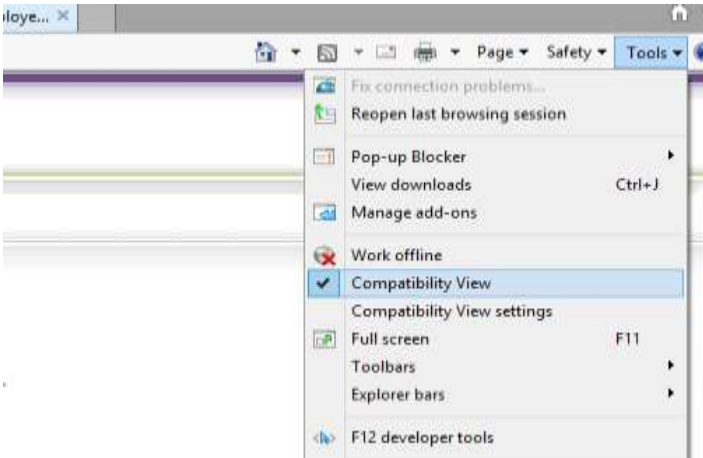 ploye... ×
Page Safety Tools
Fix connection problems...
Reopen last browsing session
Pop-up Blocker
View downloads Ctrl+J
Manage add-ons
Work offline
Compatibility View
Compatibility View settings
Full screen F11
Toolbars
Explorer bars
F12 developer tools